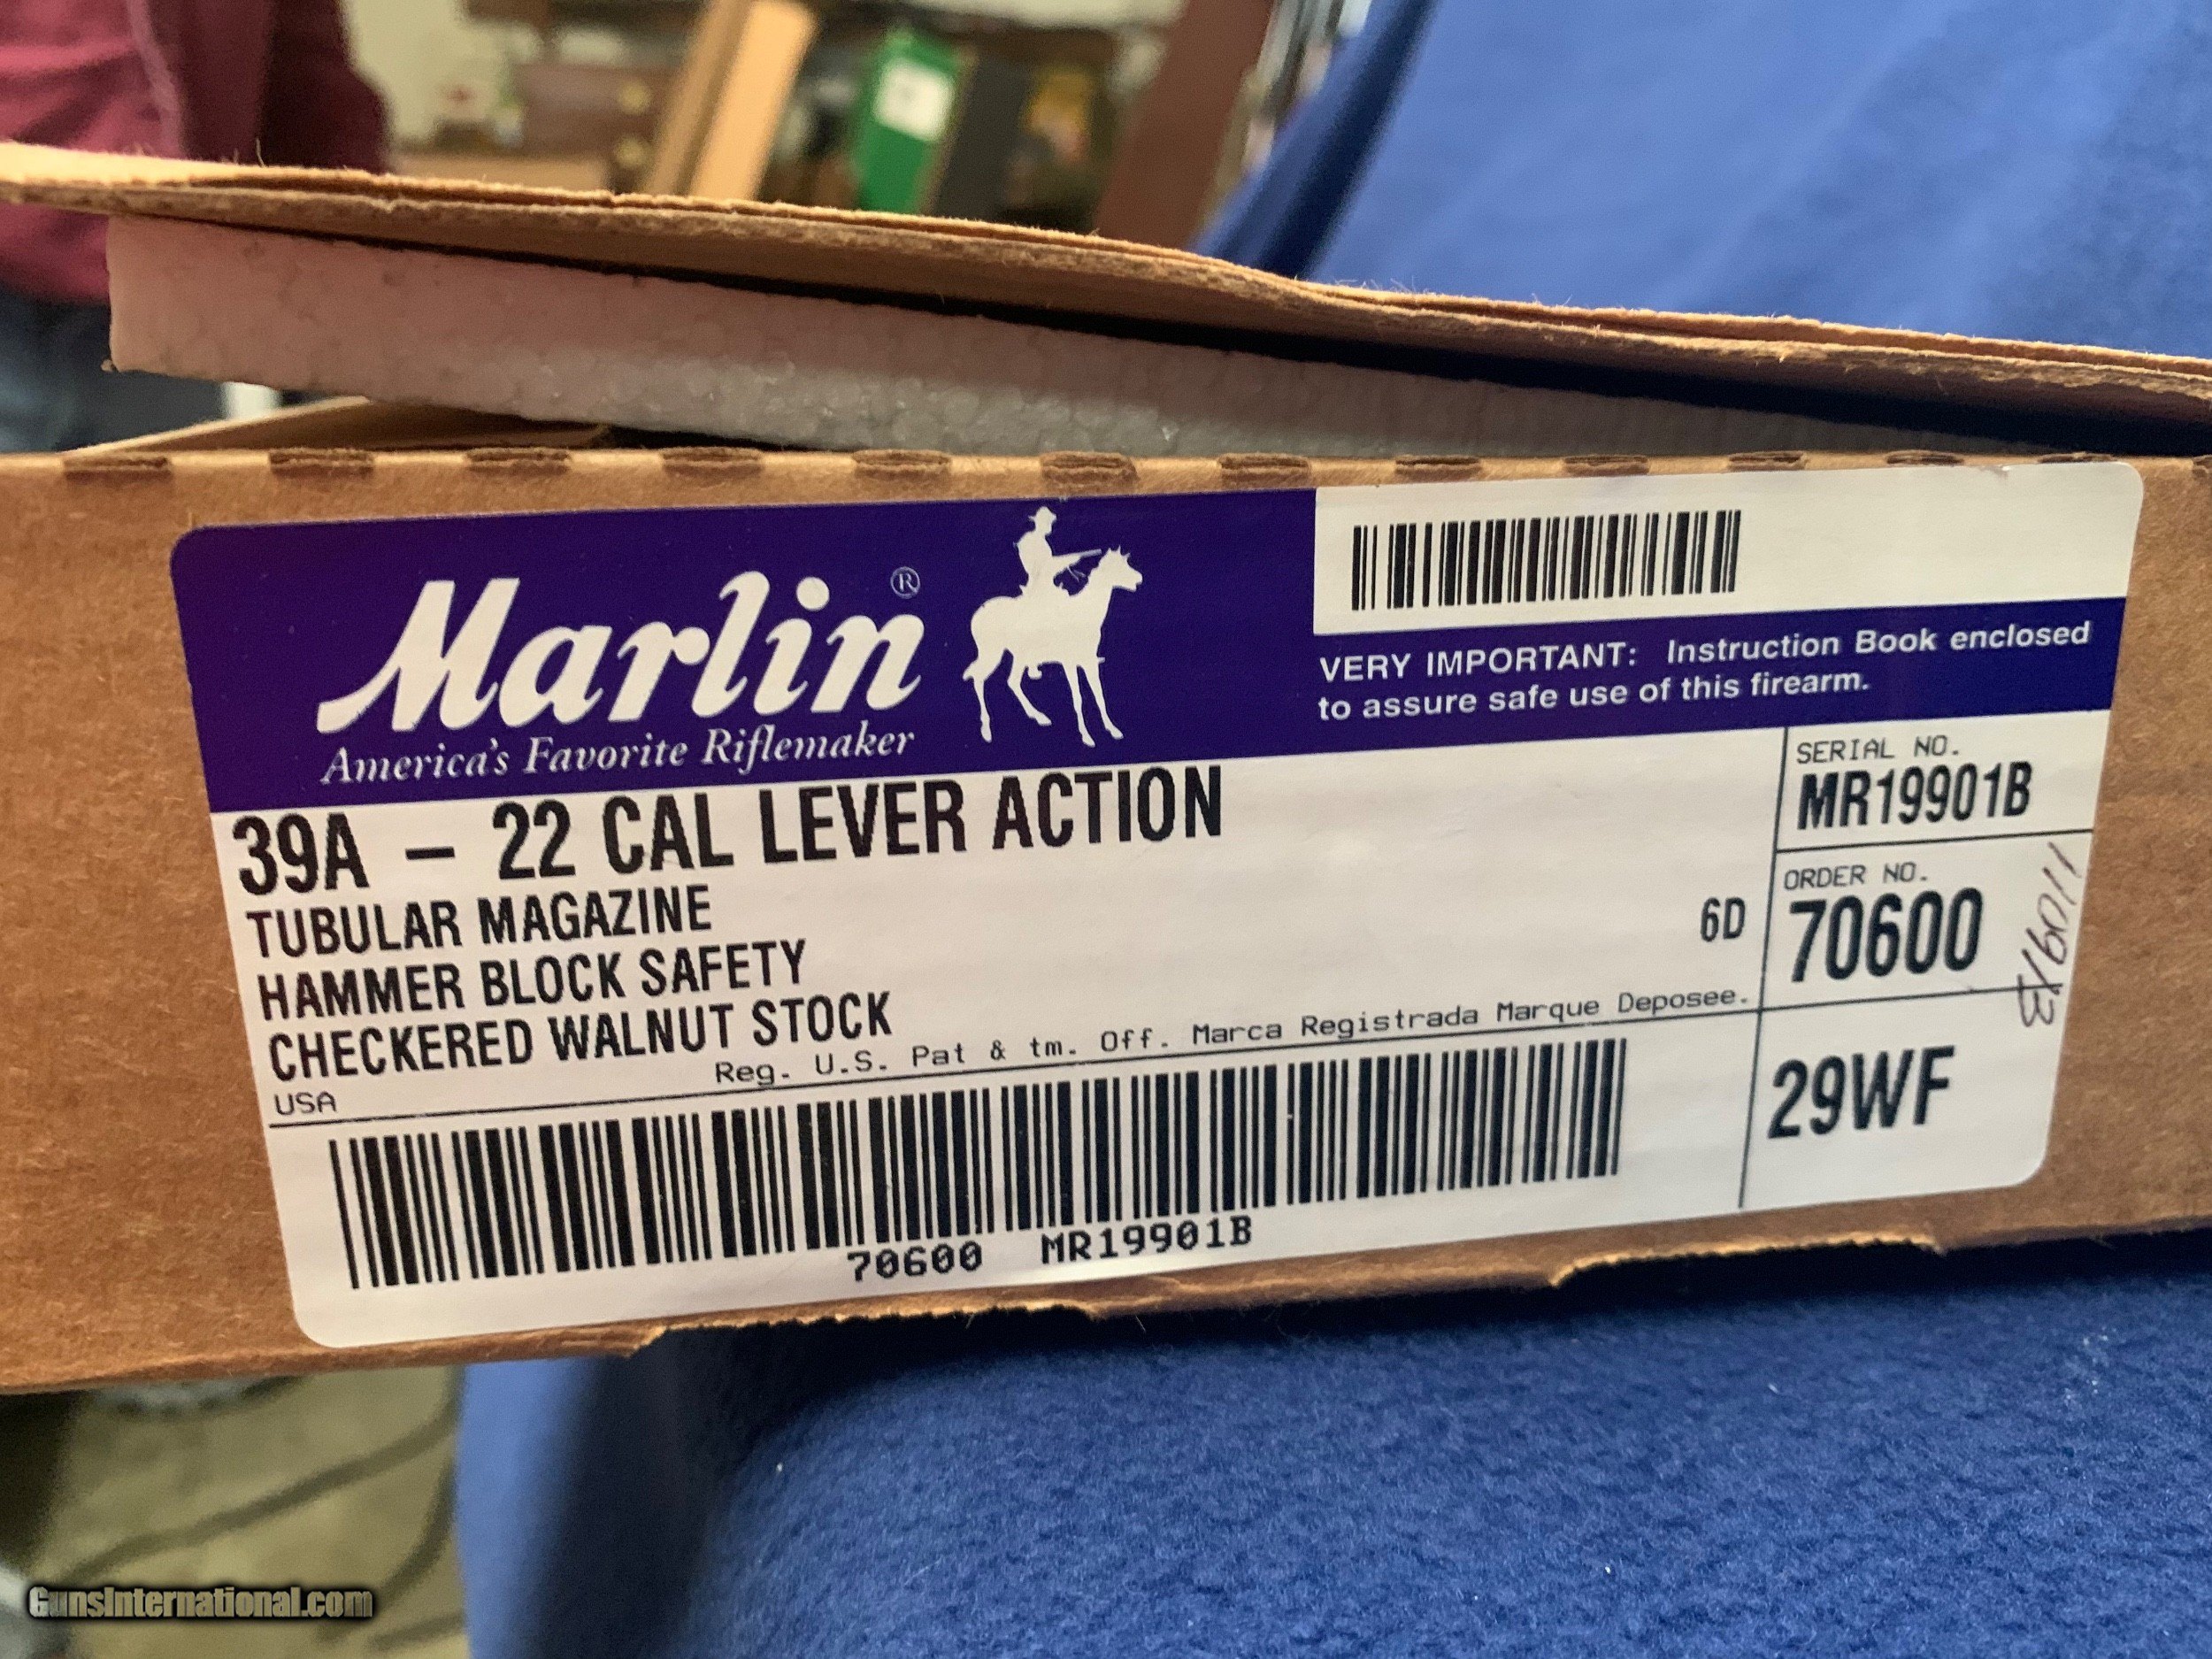 Marlin®
America's Favorite Riflemaker
VERY IMPORTANT: Instruction Book enclosed
to assure safe use of this firearm.
39A – 22 CAL LEVER ACTION
TUBULAR MAGAZINE
HAMMER BLOCK SAFETY
CHECKERED WALNUT STOCK
USA
Reg. U.S. Pat & tm. Off. Marca Registrada Marque Deposee.
6D
SERIAL NO.
MR19901B
ORDER NO.
70600
29WF
70600 MR19901B
GunsInternational.com